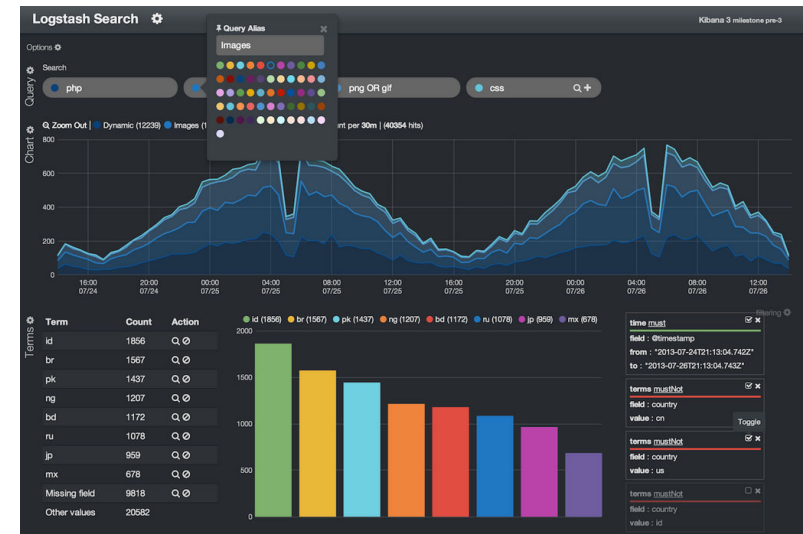 Logstash Search
Kibana 3 milestone pre-3
Query Alias
Images
Options
Query
Search
php
png OR gif
css
Chart
Zoom Out | Dynamic (12239) Images (1
nt per 30m | (40354 hits)
800
600
400
200
0
16:00 20:00 00:00 04:00 08:00 12:00 16:00 20:00 00:00 04:00 08:00 12:00
07/24 07/24 07/25 07/25 07/25 07/25 07/25 07/25 07/26 07/26 07/26 07/26
filtering
Terms
Term Count Action
id 1856
br 1567
pk 1437
ng 1207
bd 1172
ru 1078
jp 959
mx 678
Missing field 9818
Other values 20582
id (1856) br (1567) pk (1437) ng (1207) bd (1172) ru (1078) jp (959) mx (678)
2000
1500
1000
500
0
time must
field : @timestamp
from : "2013-07-24T21:13:04.742Z"
to : "2013-07-26T21:13:04.743Z"
terms mustNot
field : country
value : cn
Toggle
terms mustNot
field : country
value : us
terms mustNot
field : country
value : id